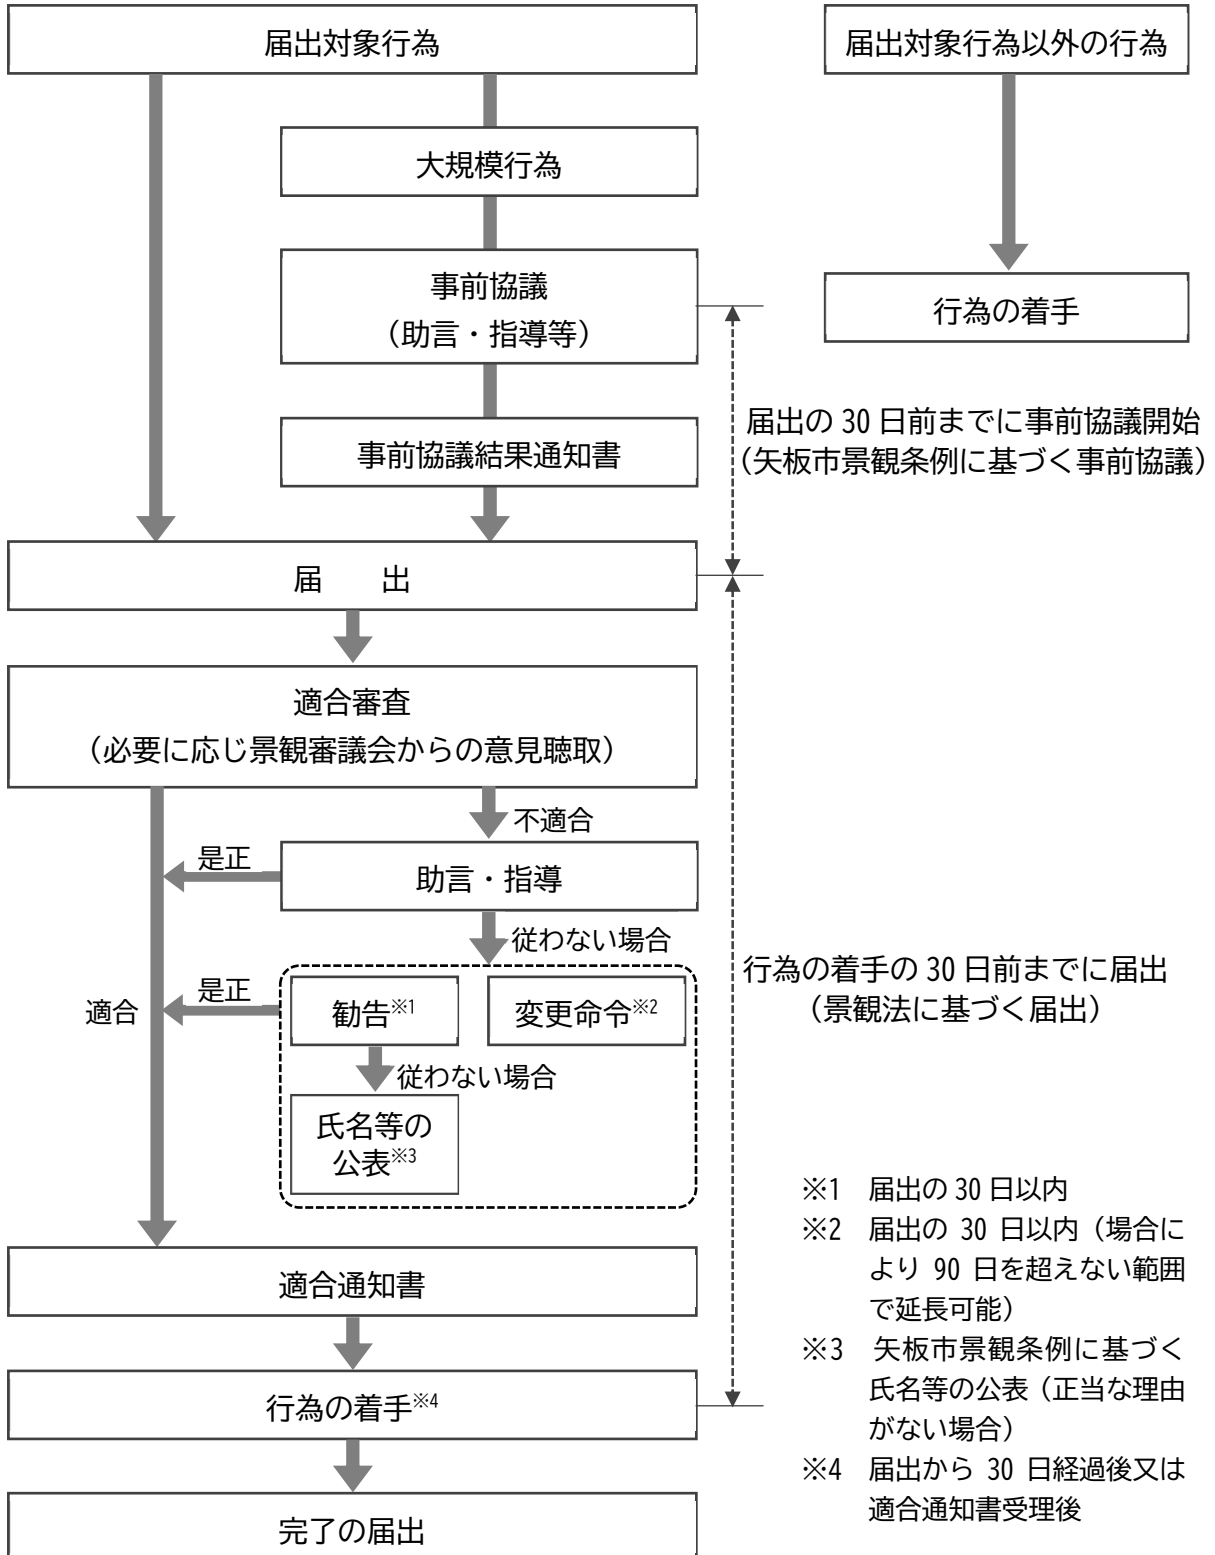 届出対象行為
届出対象行為以外の行為
大規模行為
事前協議
（助言・指導等）
行為の着手
届出の 30 日前までに事前協議開始
（矢板市景観条例に基づく事前協議）
事前協議結果通知書
届　　出
適合審査
（必要に応じ景観審議会からの意見聴取）
不適合
是正
助言・指導
従わない場合
行為の着手の 30 日前までに届出
（景観法に基づく届出）
適合
是正
勧告※1
変更命令※2
従わない場合
氏名等の
公表※3
※1　届出の 30 日以内
※2　届出の 30 日以内（場合に
より 90 日を超えない範囲
で延長可能）
※3　矢板市景観条例に基づく
氏名等の公表（正当な理由
がない場合）
※4　届出から 30 日経過後又は
適合通知書受理後
適合通知書
行為の着手※4
完了の届出